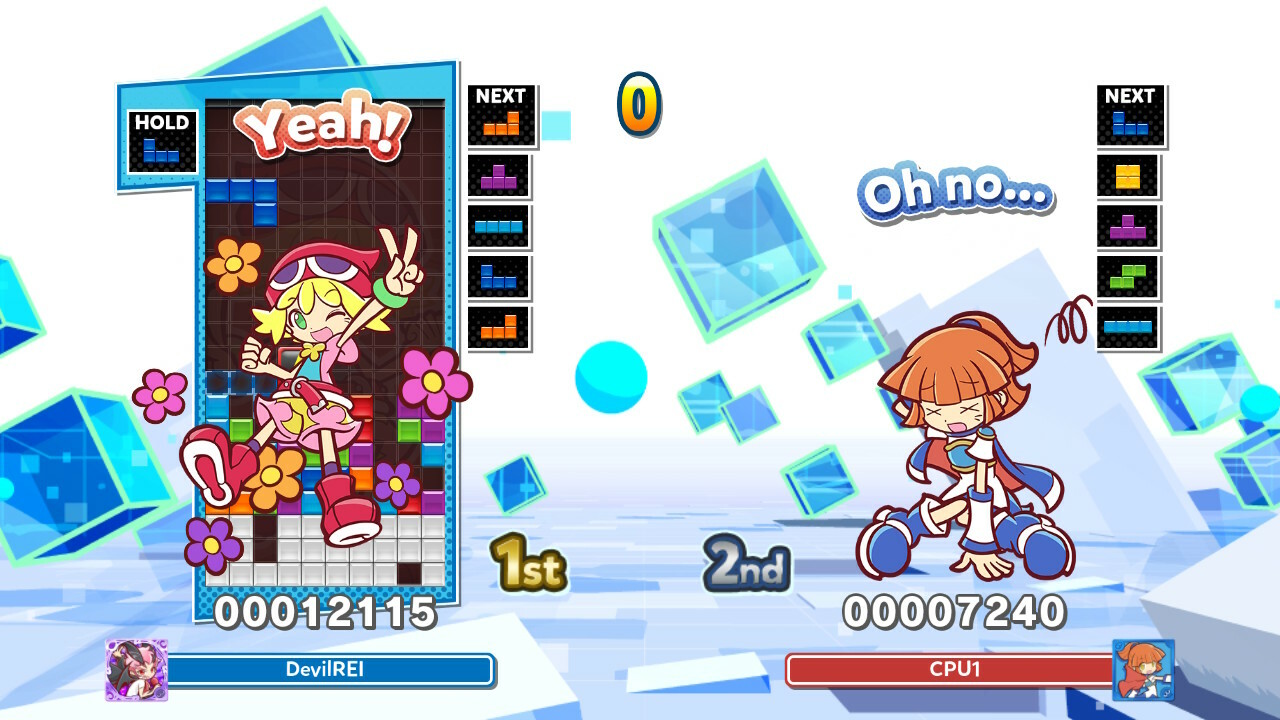 HOLD
Yeah!
NEXT
0
NEXT
Oh no...
1st
2nd
00012115
00007240
DevilREI
CPU1